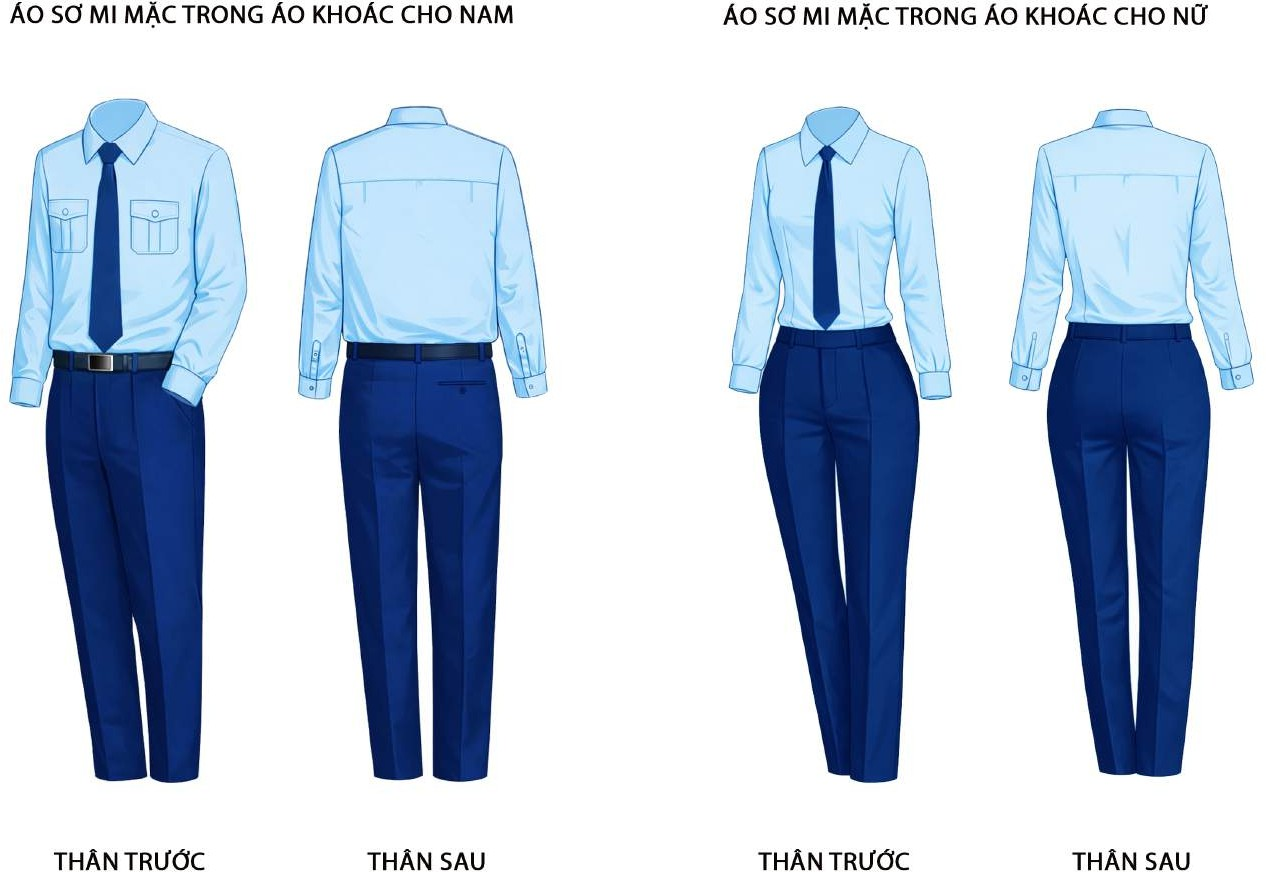 ÁO SƠ MI MẶC TRONG ÁO KHOÁC CHO NAM
ÁO SƠ MI MẶC TRONG ÁO KHOÁC CHO NỮ
THÂN TRƯỚC
THÂN SAU
THÂN TRƯỚC
THÂN SAU